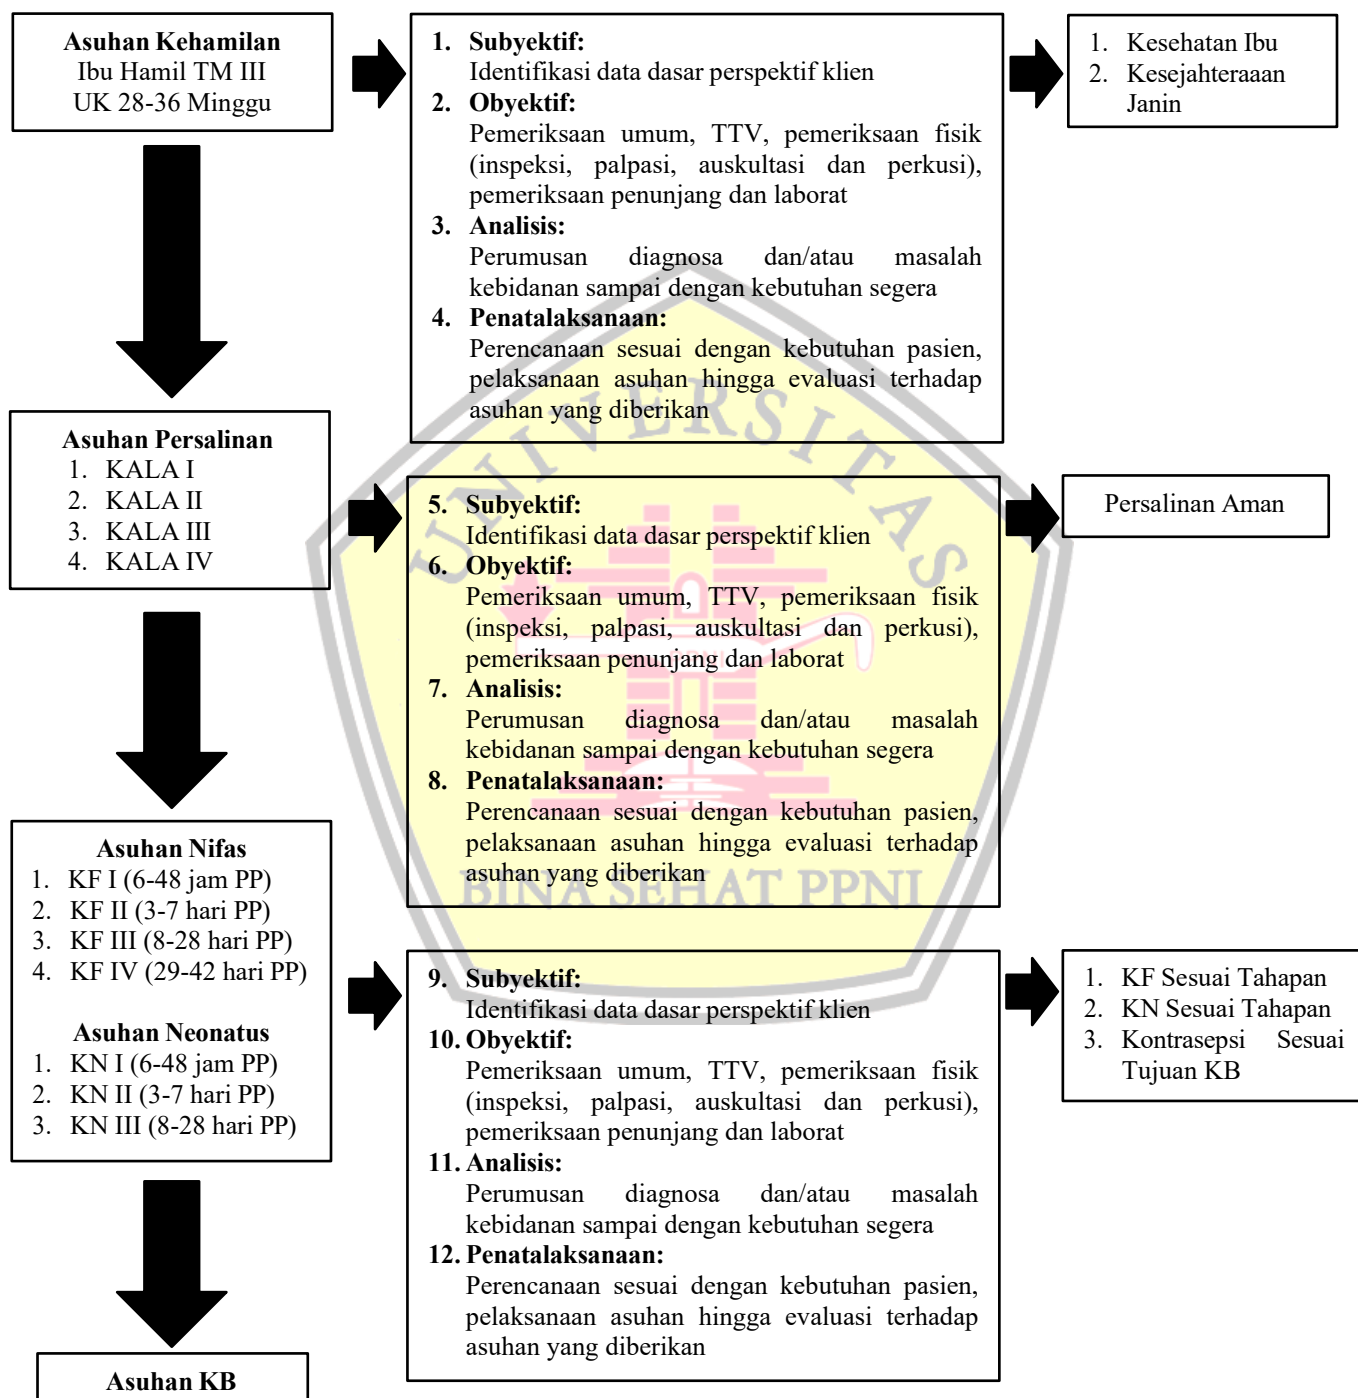 Asuhan Kehamilan
Ibu Hamil TM III
UK 28-36 Minggu
1. Subyektif:
Identifikasi data dasar perspektif klien
2. Obyektif:
Pemeriksaan umum, TTV, pemeriksaan fisik
(inspeksi, palpasi, auskultasi dan perkusi),
pemeriksaan penunjang dan laborat
3. Analisis:
Perumusan diagnosa dan/atau masalah
kebidanan sampai dengan kebutuhan segera
4. Penatalaksanaan:
Perencanaan sesuai dengan kebutuhan pasien,
pelaksanaan asuhan hingga evaluasi terhadap
asuhan yang diberikan
1. Kesehatan Ibu
2. Kesejahteraaan
Janin
Asuhan Persalinan
1. KALA I
2. KALA II
3. KALA III
4. KALA IV
5. Subyektif:
Identifikasi data dasar perspektif klien
6. Obyektif:
Pemeriksaan umum, TTV, pemeriksaan fisik
(inspeksi, palpasi, auskultasi dan perkusi),
pemeriksaan penunjang dan laborat
7. Analisis:
Perumusan diagnosa dan/atau masalah
kebidanan sampai dengan kebutuhan segera
8. Penatalaksanaan:
Perencanaan sesuai dengan kebutuhan pasien,
pelaksanaan asuhan hingga evaluasi terhadap
asuhan yang diberikan
Persalinan Aman
Asuhan Nifas
1. KF I (6-48 jam PP)
2. KF II (3-7 hari PP)
3. KF III (8-28 hari PP)
4. KF IV (29-42 hari PP)
Asuhan Neonatus
1. KN I (6-48 jam PP)
2. KN II (3-7 hari PP)
3. KN III (8-28 hari PP)
9. Subyektif:
Identifikasi data dasar perspektif klien
10. Obyektif:
Pemeriksaan umum, TTV, pemeriksaan fisik
(inspeksi, palpasi, auskultasi dan perkusi),
pemeriksaan penunjang dan laborat
11. Analisis:
Perumusan diagnosa dan/atau masalah
kebidanan sampai dengan kebutuhan segera
12. Penatalaksanaan:
Perencanaan sesuai dengan kebutuhan pasien,
pelaksanaan asuhan hingga evaluasi terhadap
asuhan yang diberikan
1. KF Sesuai Tahapan
2. KN Sesuai Tahapan
3. Kontrasepsi Sesuai
Tujuan KB
Asuhan KB
UNIVERSITAS
PPNI
BINA SEHAT PPNI